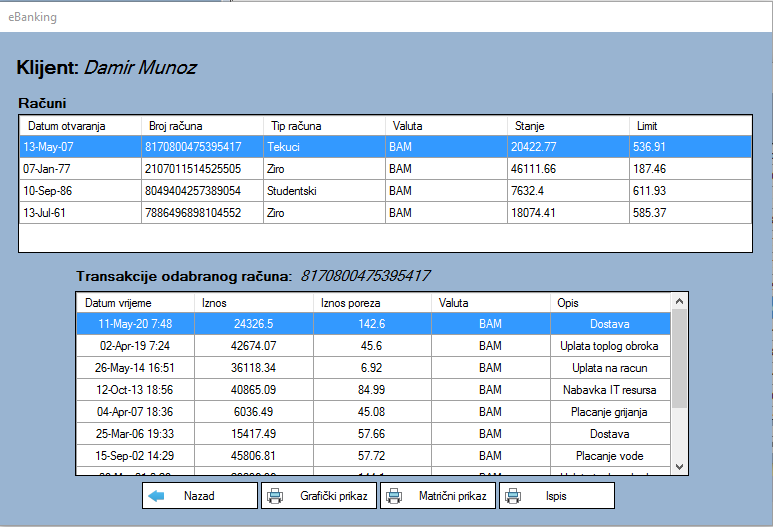 eBanking
Klijent: Damir Munoz
Računi
Datum otvaranja Broj računa Tip računa Valuta Stanje Limit
13-May-07 8170800475395417 Tekuci BAM 20422.77 536.91
07-Jan-77 2107011514525505 Ziro BAM 46111.66 187.46
10-Sep-86 8049404257389054 Studentski BAM 7632.4 611.93
13-Jul-61 7886496898104552 Ziro BAM 18074.41 585.37
Transakcije odabranog računa: 8170800475395417
Datum vrijeme Iznos Iznos poreza Valuta Opis
11-May-20 7:48 24326.5 142.6 BAM Dostava
02-Apr-19 7:24 42674.07 45.6 BAM Uplata toplog obroka
26-May-14 16:51 36118.34 6.92 BAM Uplata na racun
12-Oct-13 18:56 40865.09 84.99 BAM Nabavka IT resursa
04-Apr-07 18:36 6036.49 45.08 BAM Placanje grijanja
25-Mar-06 19:33 15417.49 57.66 BAM Dostava
15-Sep-02 14:29 45806.81 57.72 BAM Placanje vode
BAM
Nazad Grafički prikaz Matrični prikaz Ispis